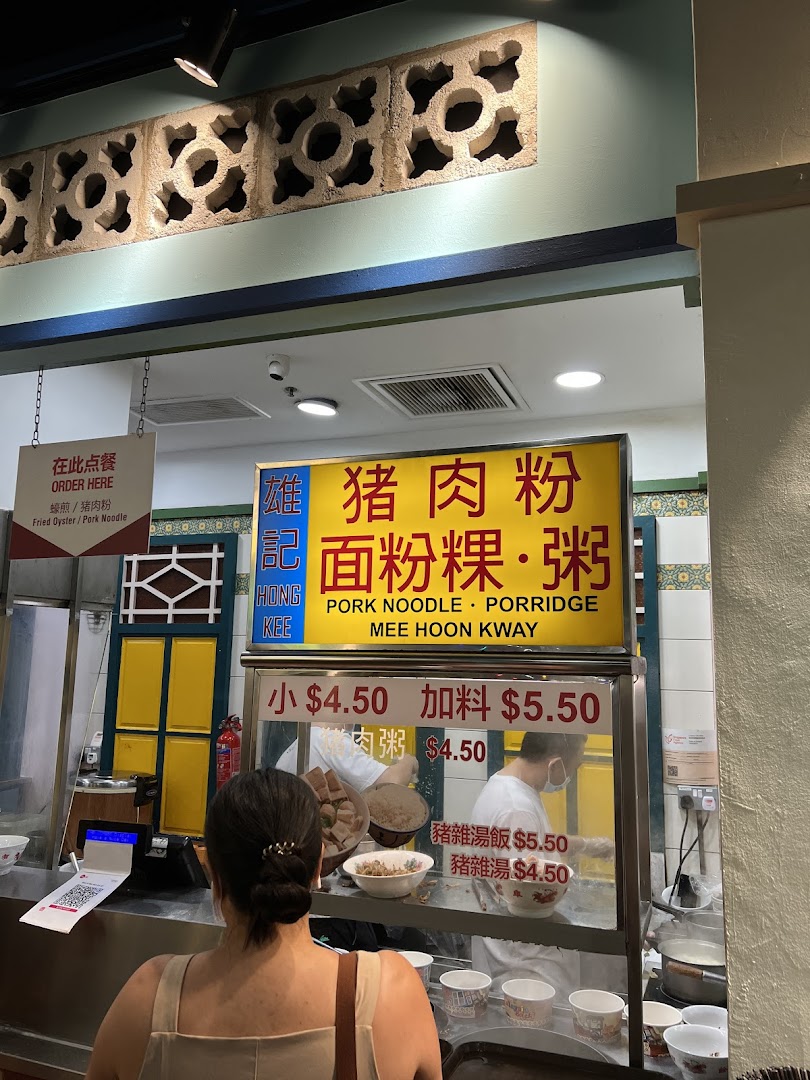 在此点餐
ORDER HERE
蠔煎 / 猪肉粉
Fried Oyster / Pork Noodle
雄記
HONG
KEE
猪肉粉
面粉粿·粥
PORK NOODLE · PORRIDGE
MEE HOON KWAY
小 $4.50 加料 $5.50
猪肉粥 $4.50
豬雜湯飯 $5.50
豬雜湯 $4.50